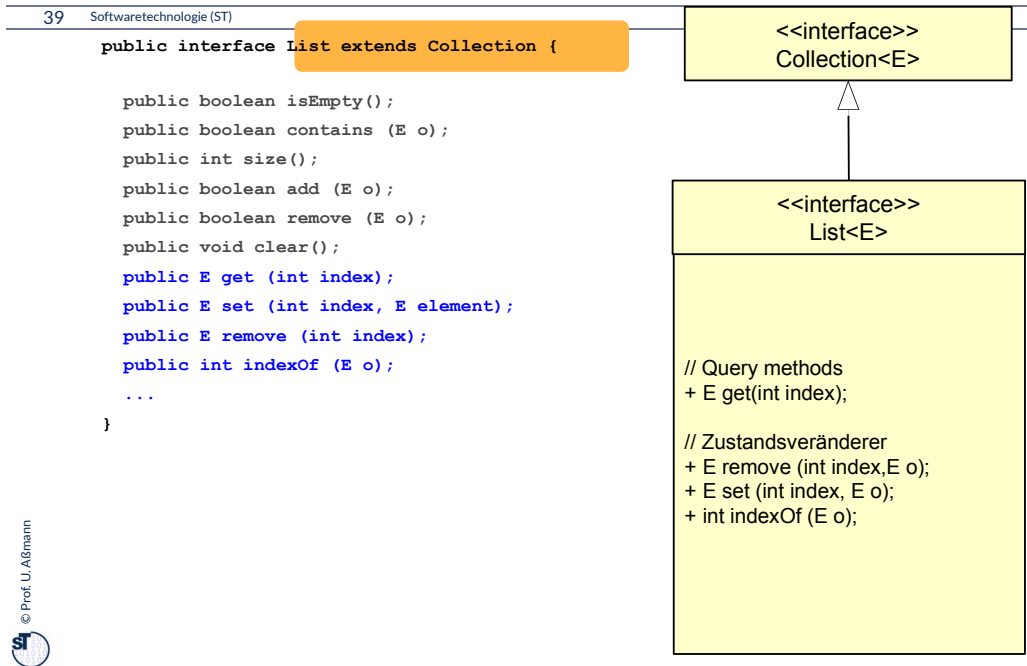 39 Softwaretechnologie (ST)
public interface List extends Collection {
public boolean isEmpty();
public boolean contains (E o);
public int size();
public boolean add (E o);
public boolean remove (E o);
public void clear();
public E get (int index);
public E set (int index, E element);
public E remove (int index);
public int indexOf (E o);
...
}
<<interface>>
Collection<E>
<<interface>>
List<E>
// Query methods
+ E get(int index);
// Zustandsveränderer
+ E remove (int index,E o);
+ E set (int index, E o);
+ int indexOf (E o);
© Prof. U. Aßmann
ST